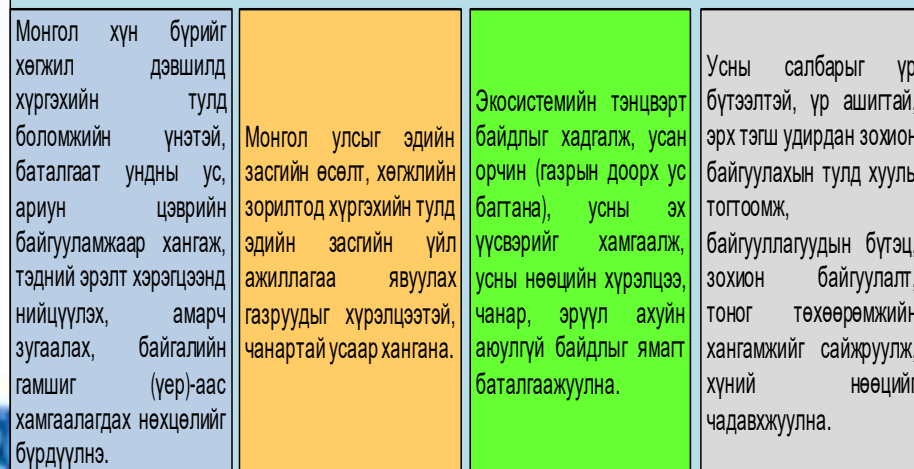 Монгол хүн бүрийг
хөгжил дэвшилд
хүргэхийн тулд
боломжийн үнэтэй,
баталгаат ундны ус,
ариун цэврийн
байгууламжаар хангаж,
тэдний эрэлт хэрэгцээнд
нийцүүлэх, амарч
зугаалах, байгалийн
гамшиг (үер)-аас
хамгаалагдах нөхцөлийг
бүрдүүлнэ.
Монгол улсыг эдийн
засгийн өсөлт, хөгжлийн
зорилтод хүргэхийн тулд
эдийн засгийн үйл
ажиллагаа явуулах
газруудыг хүрэлцээтэй,
чанартай усаар хангана.
Экосистемийн тэнцвэрт
байдлыг хадгалж, усан
орчин (газрын доорх ус
багтана), усны эх
үүсвэрийг хамгаалж,
усны нөөцийн хүрэлцээ,
чанар, эрүүл ахуйн
аюулгүй байдлыг ямагт
баталгаажуулна.
Усны салбарыг үр
бүтээлтэй, үр ашигтай,
эрх тэгш удирдан зохион
байгуулахын тулд хууль
тогтоомж,
байгууллагуудын бүтэц,
зохион байгуулалт,
тоног төхөөрөмжийн
хангамжийг сайжруулж,
хүний нөөцийг
чадавхжуулна.